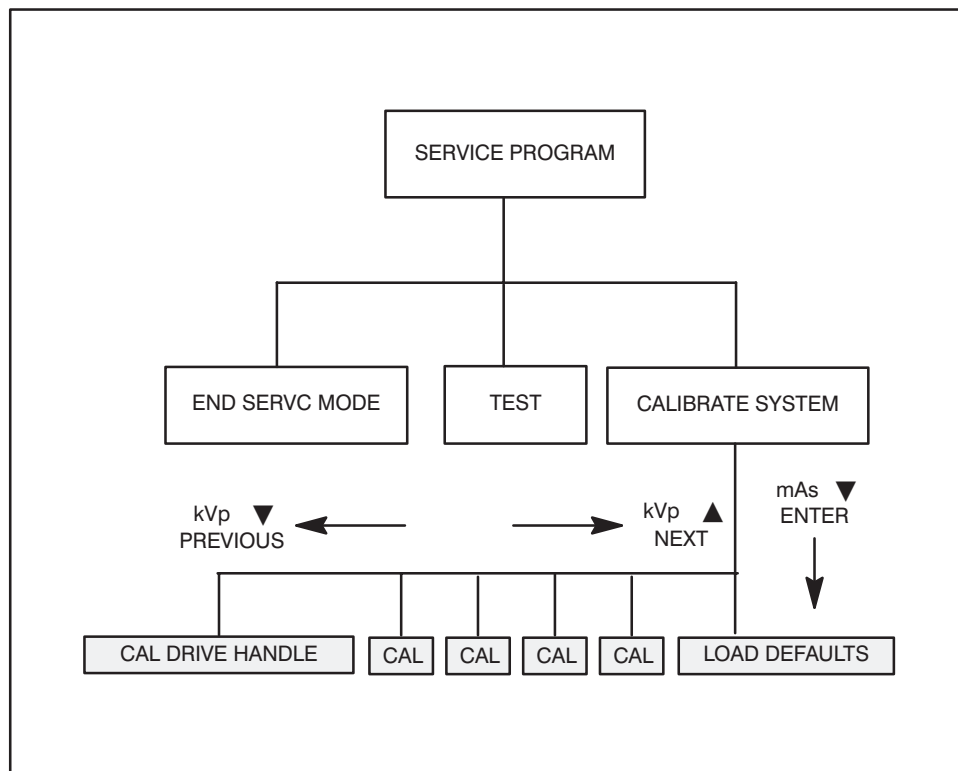 SERVICE PROGRAM
END SERVC MODE
TEST
CALIBRATE SYSTEM
kVp ▼
PREVIOUS
kVp ▲
NEXT
mAs ▼
ENTER
CAL DRIVE HANDLE
CAL
CAL
CAL
CAL
LOAD DEFAULTS